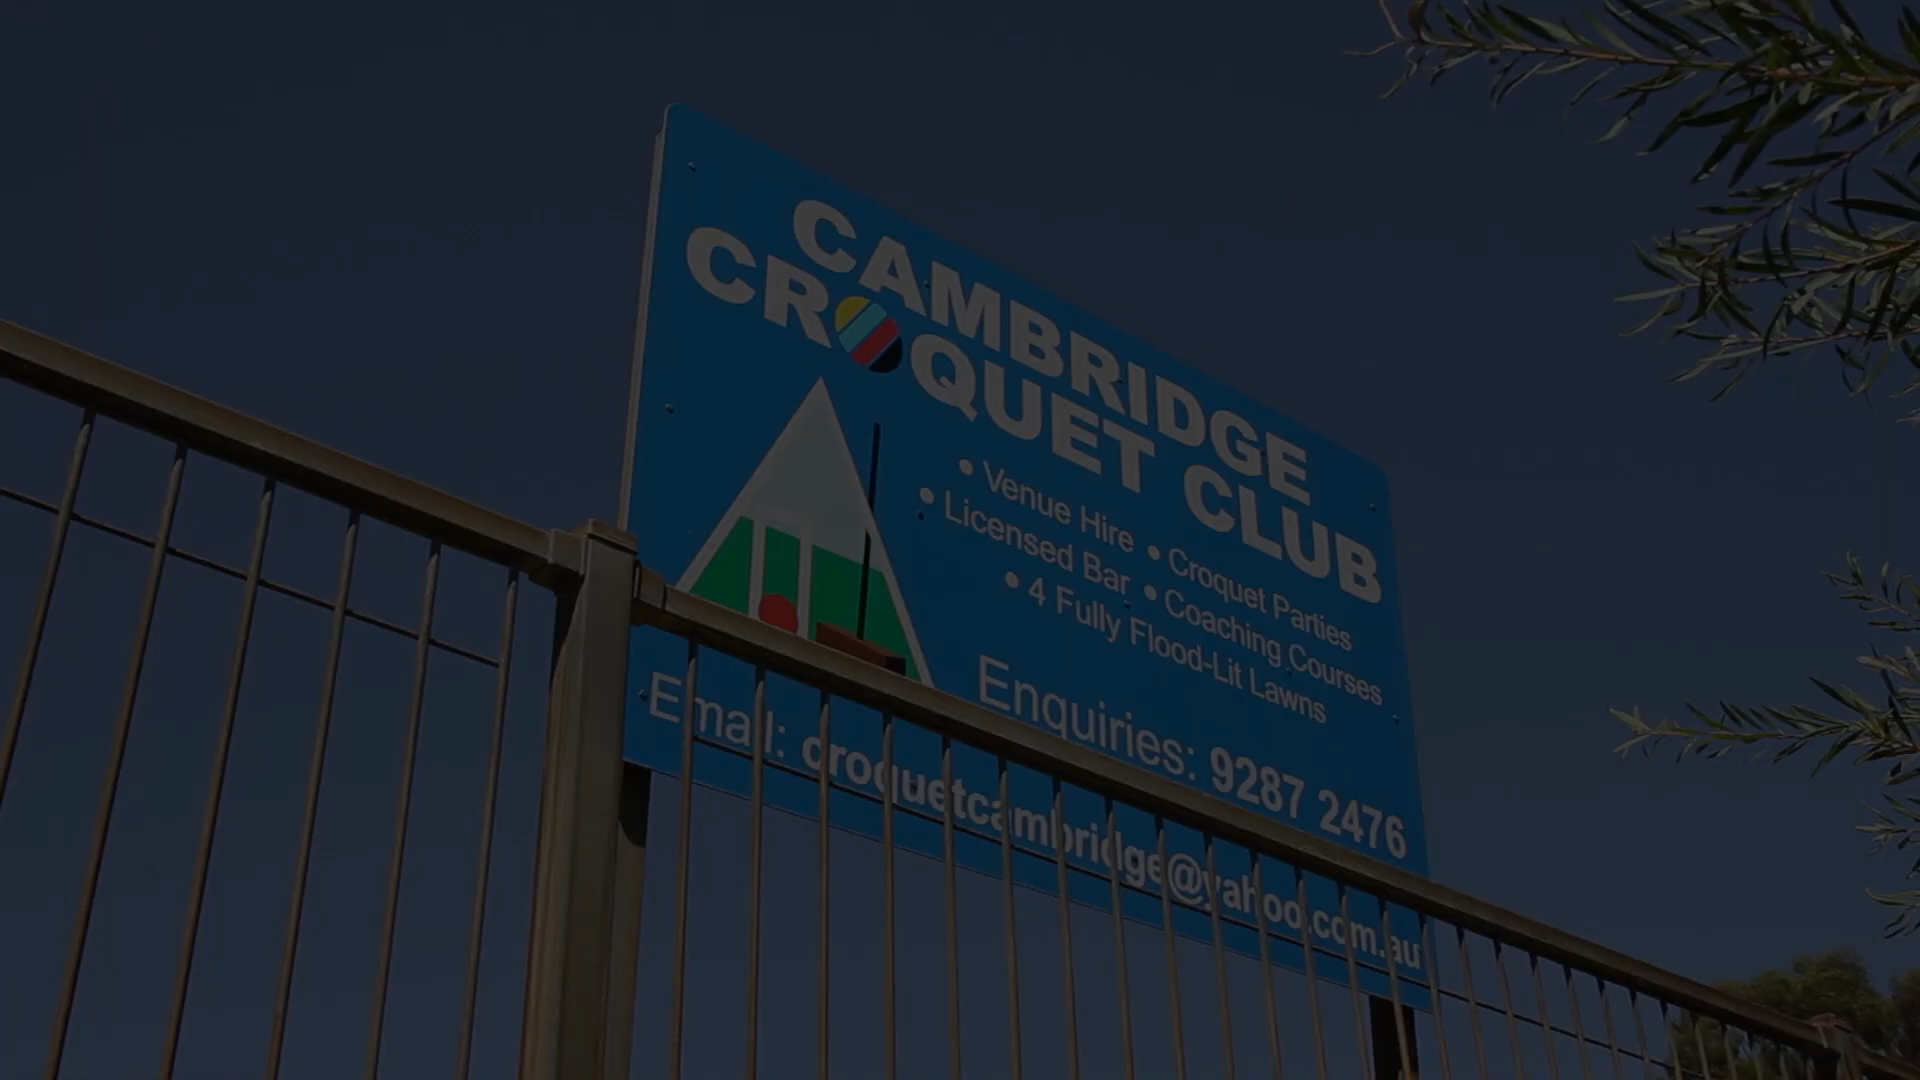 CAMBRIDGE
CROQUET CLUB
• Venue Hire • Croquet Parties
• Licensed Bar • Coaching Courses
• 4 Fully Flood-Lit Lawns
Enquiries: 9287 2476
Email: croquetcambridge@yahoo.com.au